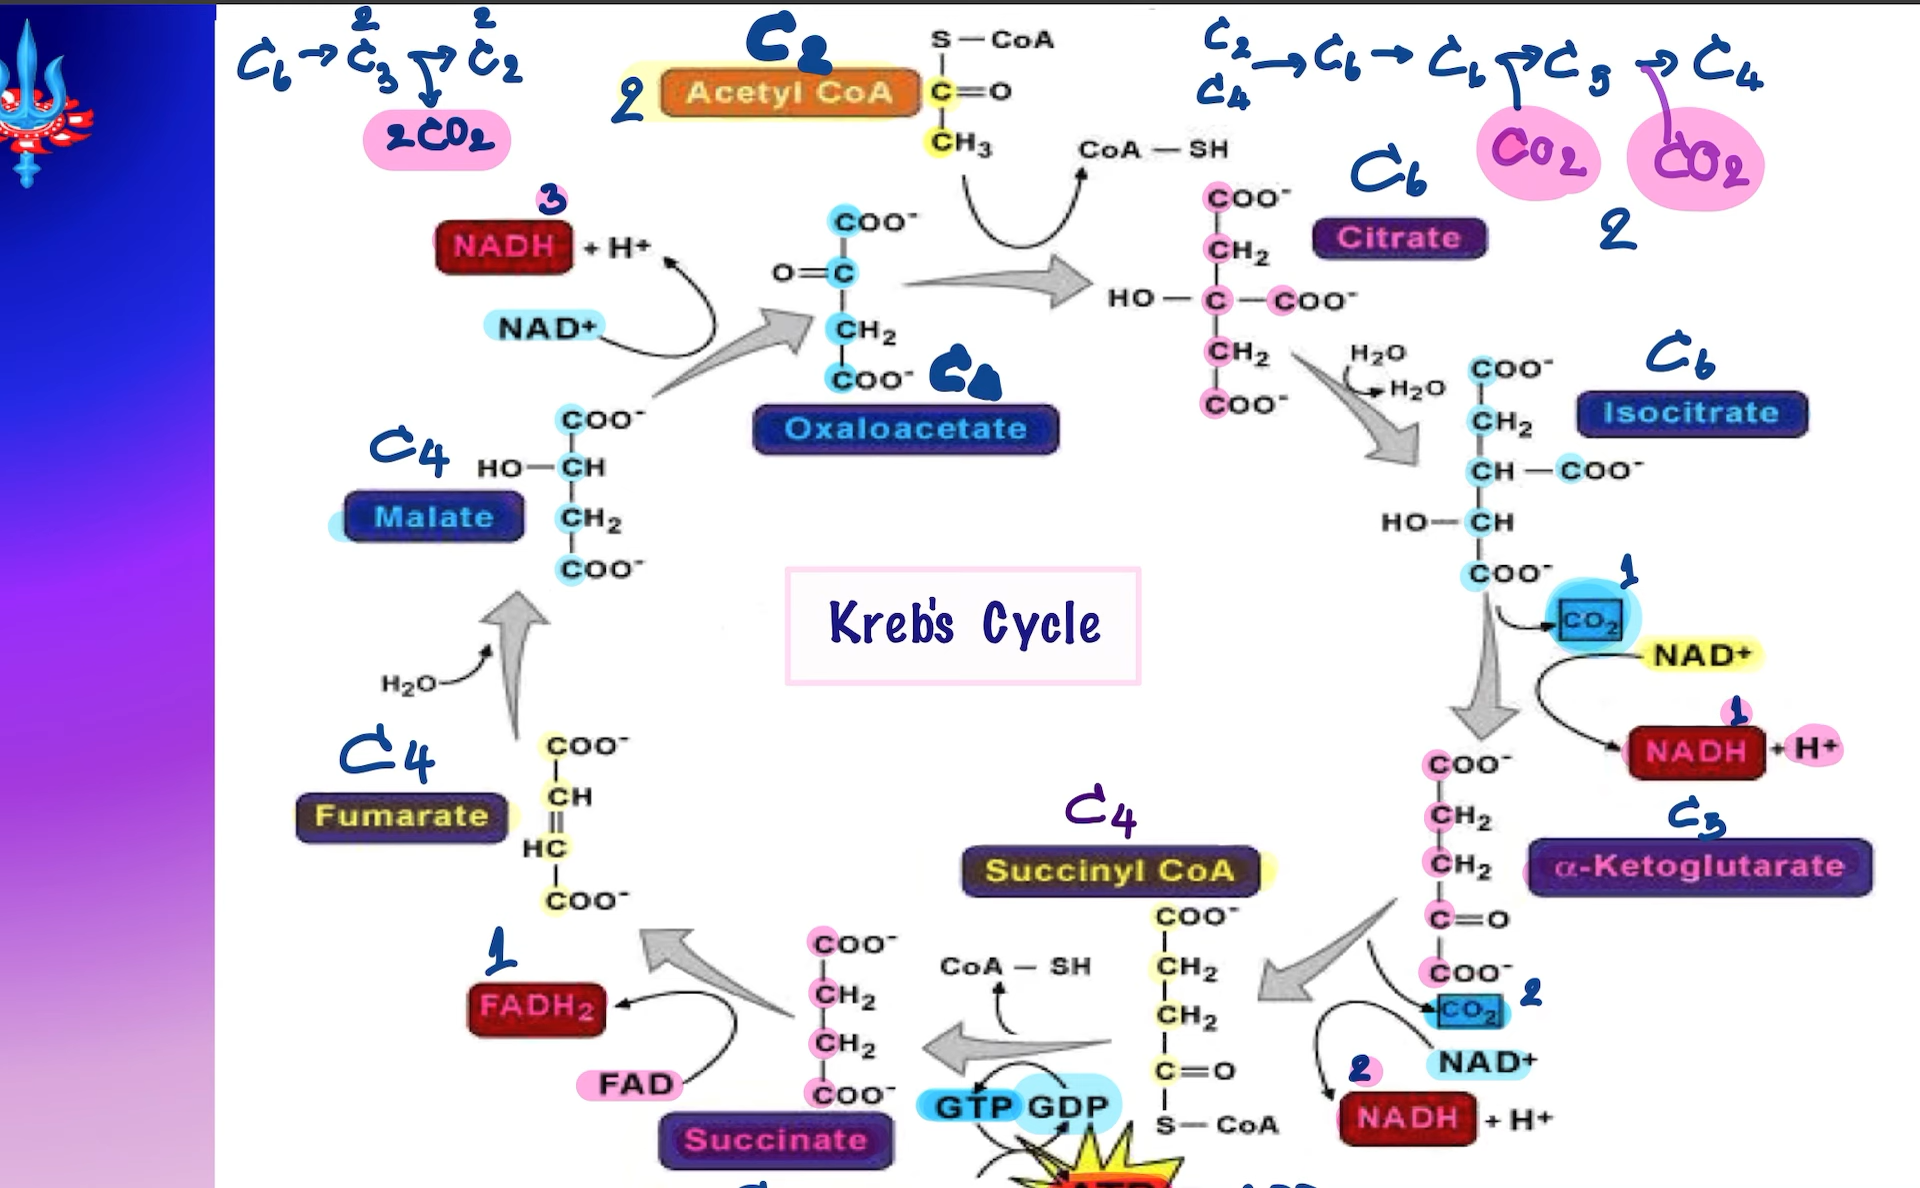 C6 → 2 C3 → 2 C2
2CO2
C2
2 Acetyl CoA
S — CoA
C=O
CH3
CoA — SH
C2
C4 → C6 → C6 → C5 → C4
CO2 CO2
2
C6
Citrate
COO-
CH2
HO — C — COO-
CH2
COO-
H2O
H2O
C6
Isocitrate
COO-
CH2
CH — COO-
HO — CH
COO-
CO2 1
NAD+
1
NADH + H+
C5
α-Ketoglutarate
COO-
CH2
CH2
C=O
COO-
CO2 2
NAD+
2
NADH + H+
C4
Succinyl CoA
COO-
CH2
CH2
C=O
S — CoA
CoA — SH
GTP GDP
COO-
CH2
CH2
COO-
Succinate
1
FADH2
FAD
C4
Fumarate
COO-
CH
HC
COO-
H2O
C4
Malate
COO-
HO — CH
CH2
COO-
3
NADH + H+
NAD+
COO-
O=C
CH2
COO- C4
Oxaloacetate
Kreb's Cycle